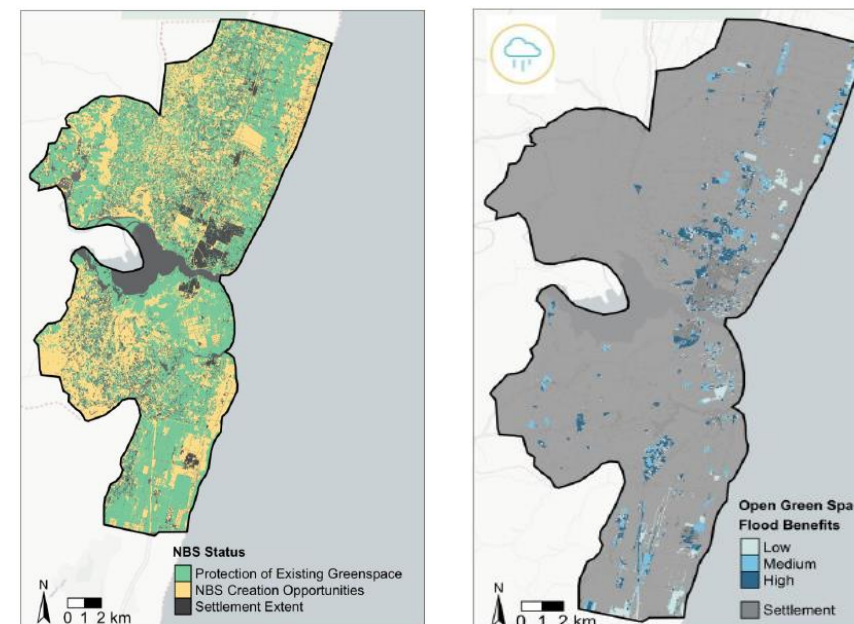 NBS Status
Protection of Existing Greenspace
NBS Creation Opportunities
Settlement Extent
N
0 1 2 km
Open Green Spa
Flood Benefits
Low
Medium
High
Settlement
N
0 1 2 km